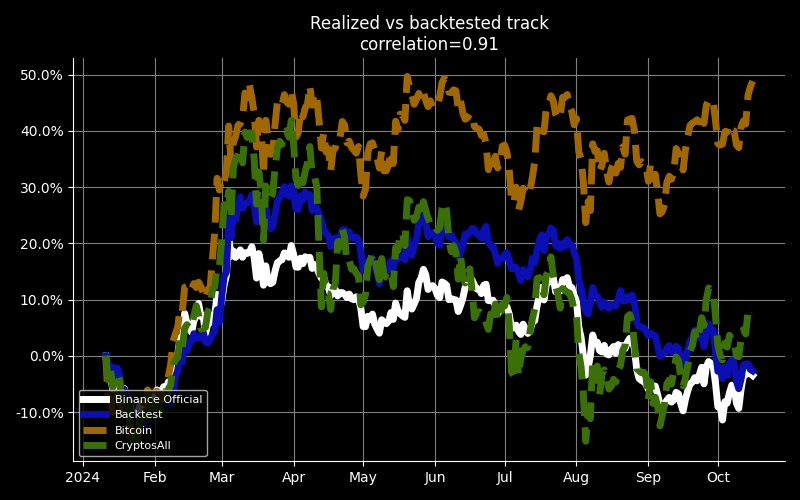 Realized vs backtested track
correlation=0.91
50.0%
40.0%
30.0%
20.0%
10.0%
0.0%
-10.0%
Binance Official
Backtest
Bitcoin
CryptosAll
2024 Feb Mar Apr May Jun Jul Aug Sep Oct